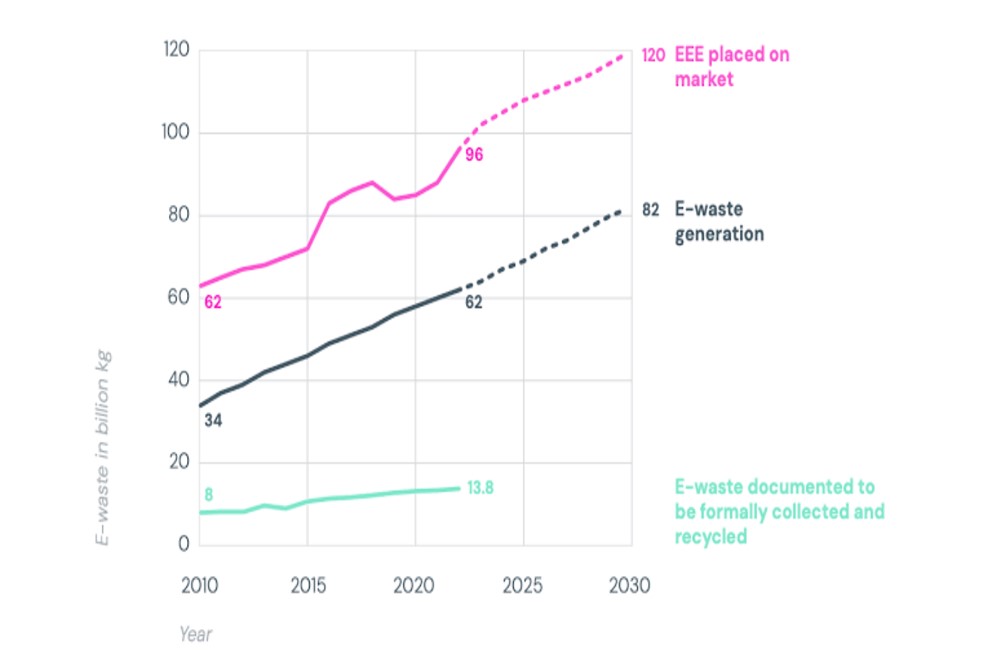 120
120 EEE placed on
market
100
96
80
82 E-waste
generation
62
60
62
40
34
20
8
13.8
E-waste documented to
be formally collected and
recycled
0
E-waste in billion kg
2010 2015 2020 2025 2030
Year